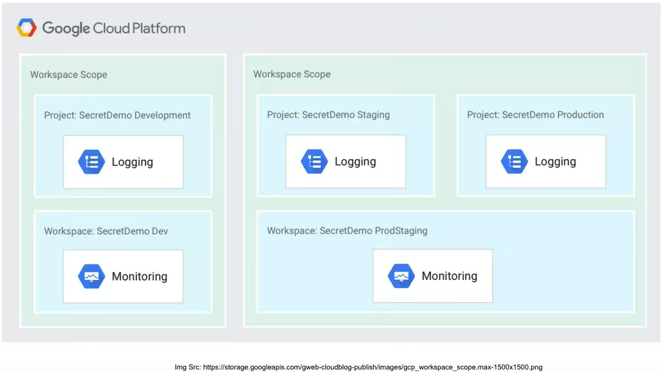 Google Cloud Platform
Workspace Scope
Project: SecretDemo Development
Logging
Workspace: SecretDemo Dev
Monitoring
Workspace Scope
Project: SecretDemo Staging
Logging
Project: SecretDemo Production
Logging
Workspace: SecretDemo ProdStaging
Monitoring
Img Src: https://storage.googleapis.com/gweb-cloudblog-publish/images/gcp_workspace_scope.max-1500x1500.png